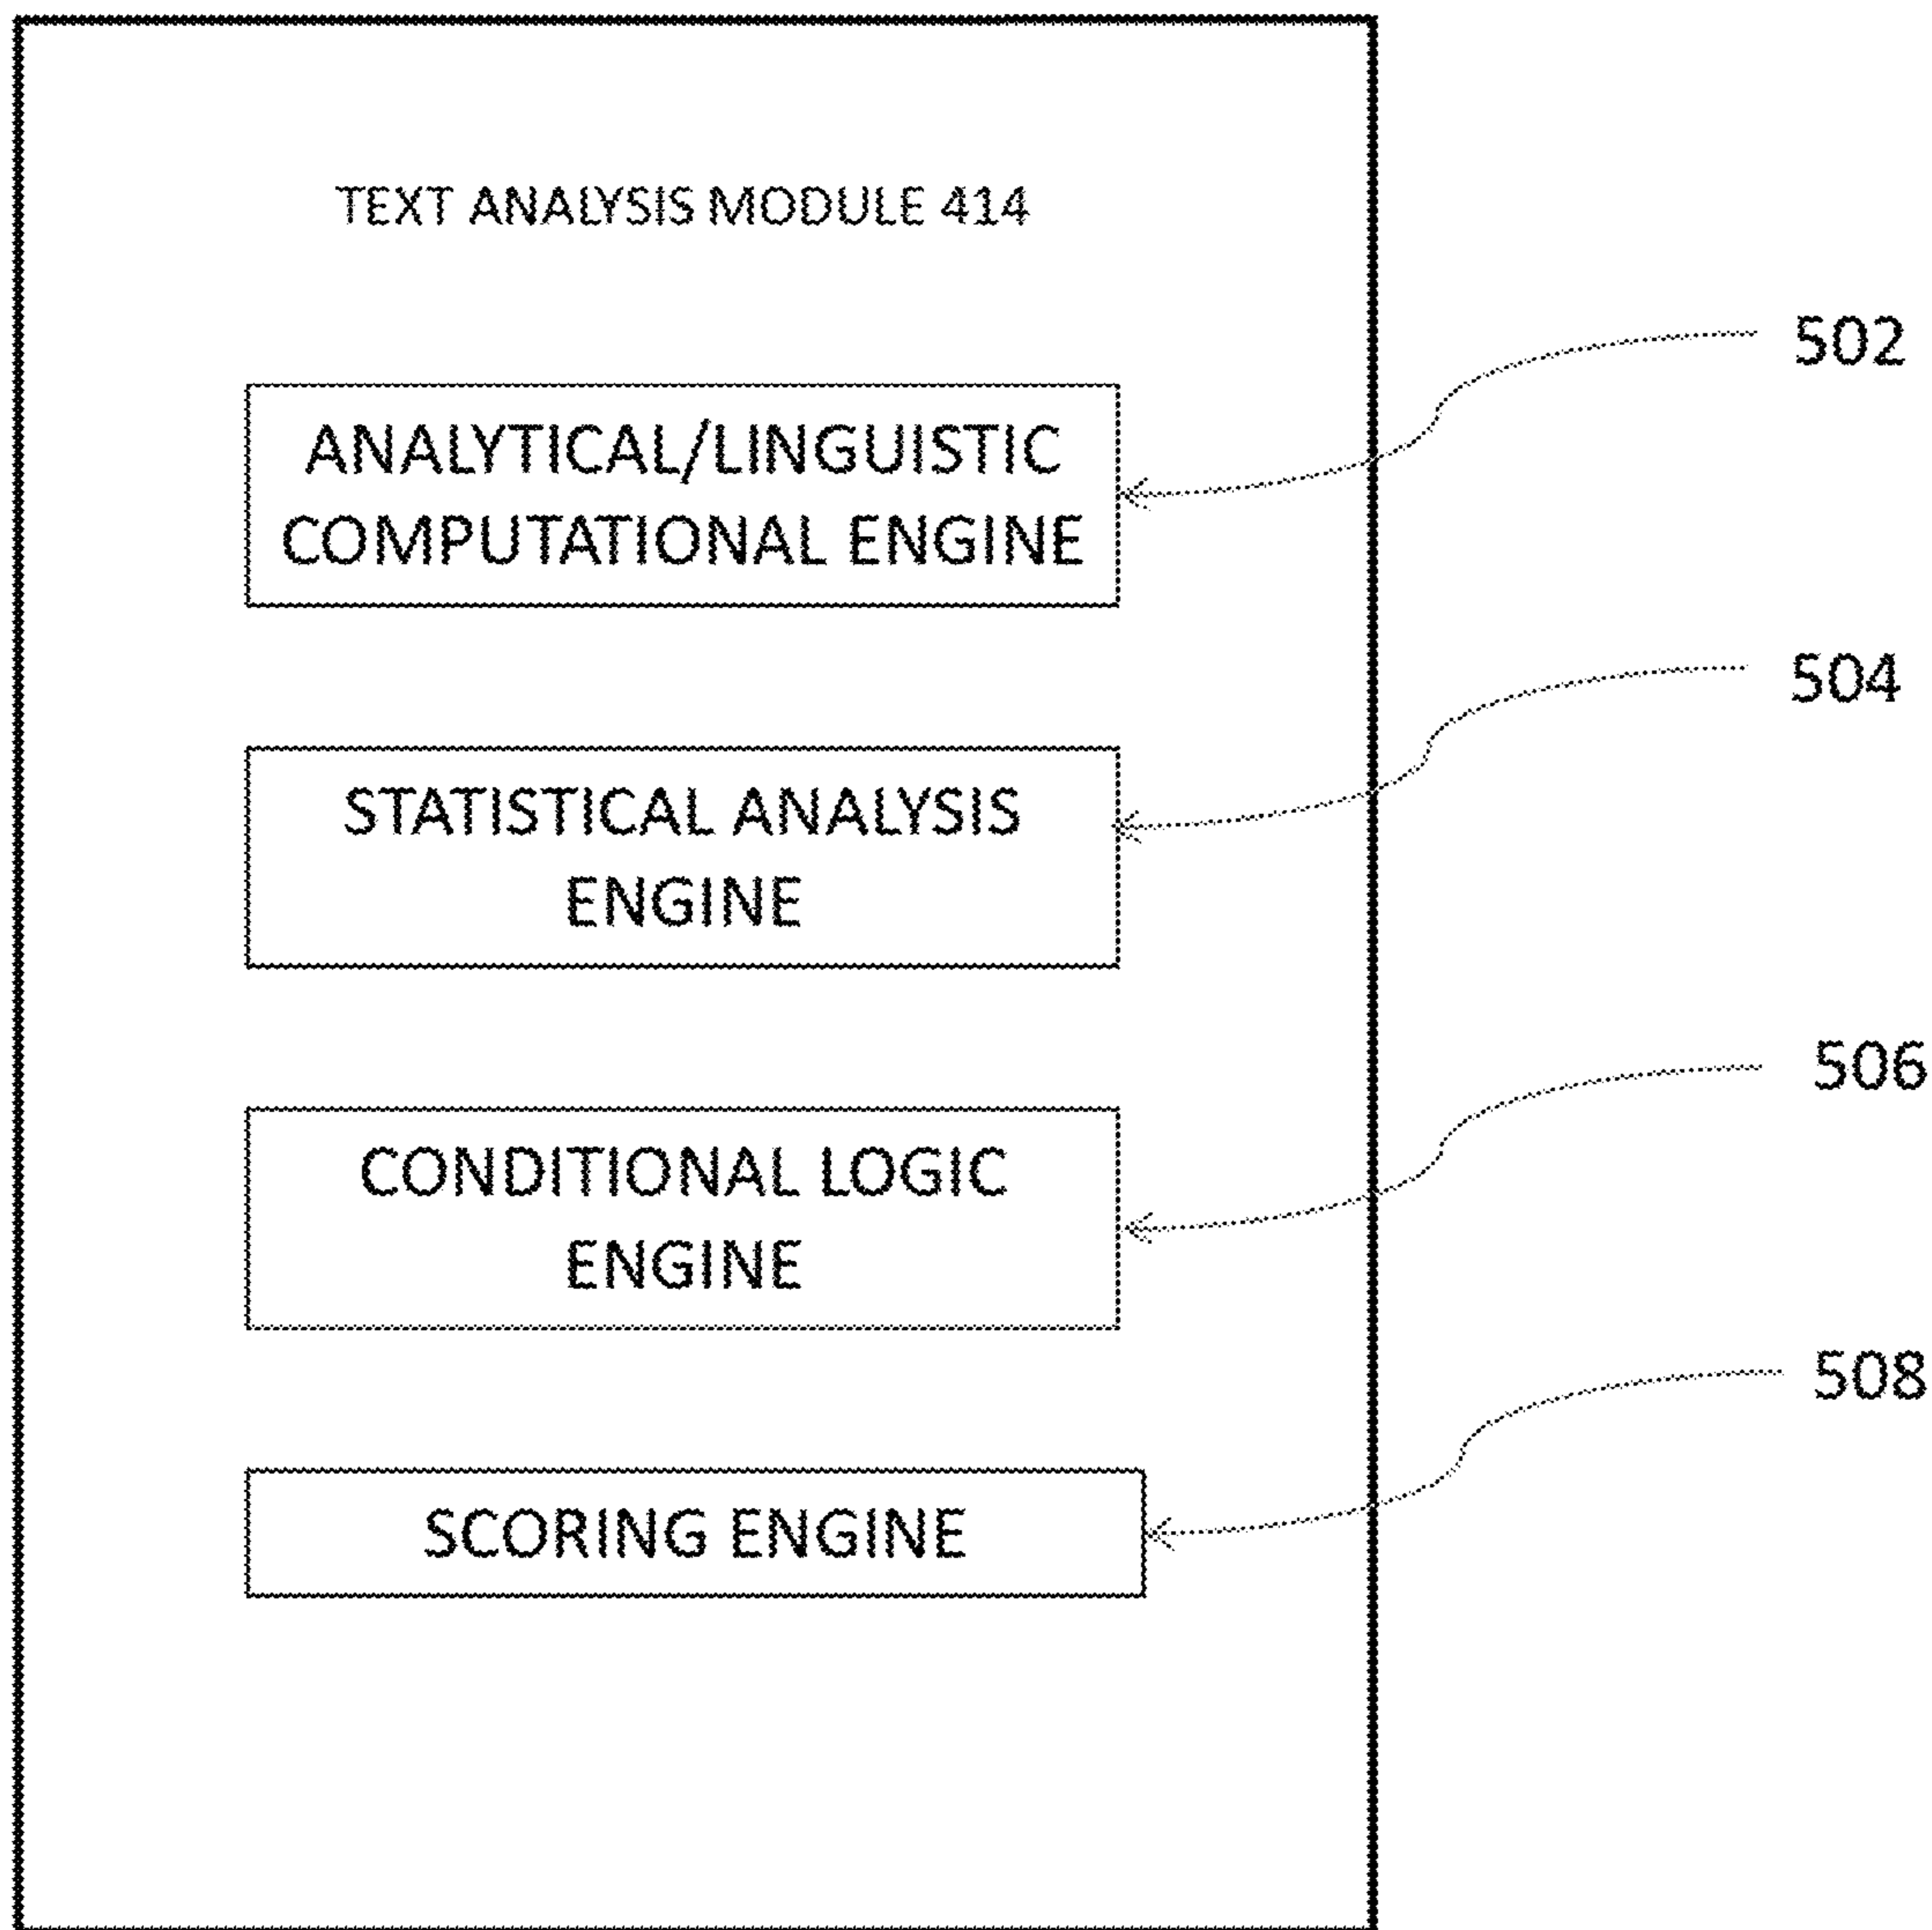 TEXT ANALYSIS MODULE 414
502
ANALYTICAL/LINGUISTIC
COMPUTATIONAL ENGINE
504
STATISTICAL ANALYSIS
ENGINE
506
CONDITIONAL LOGIC
ENGINE
508
SCORING ENGINE